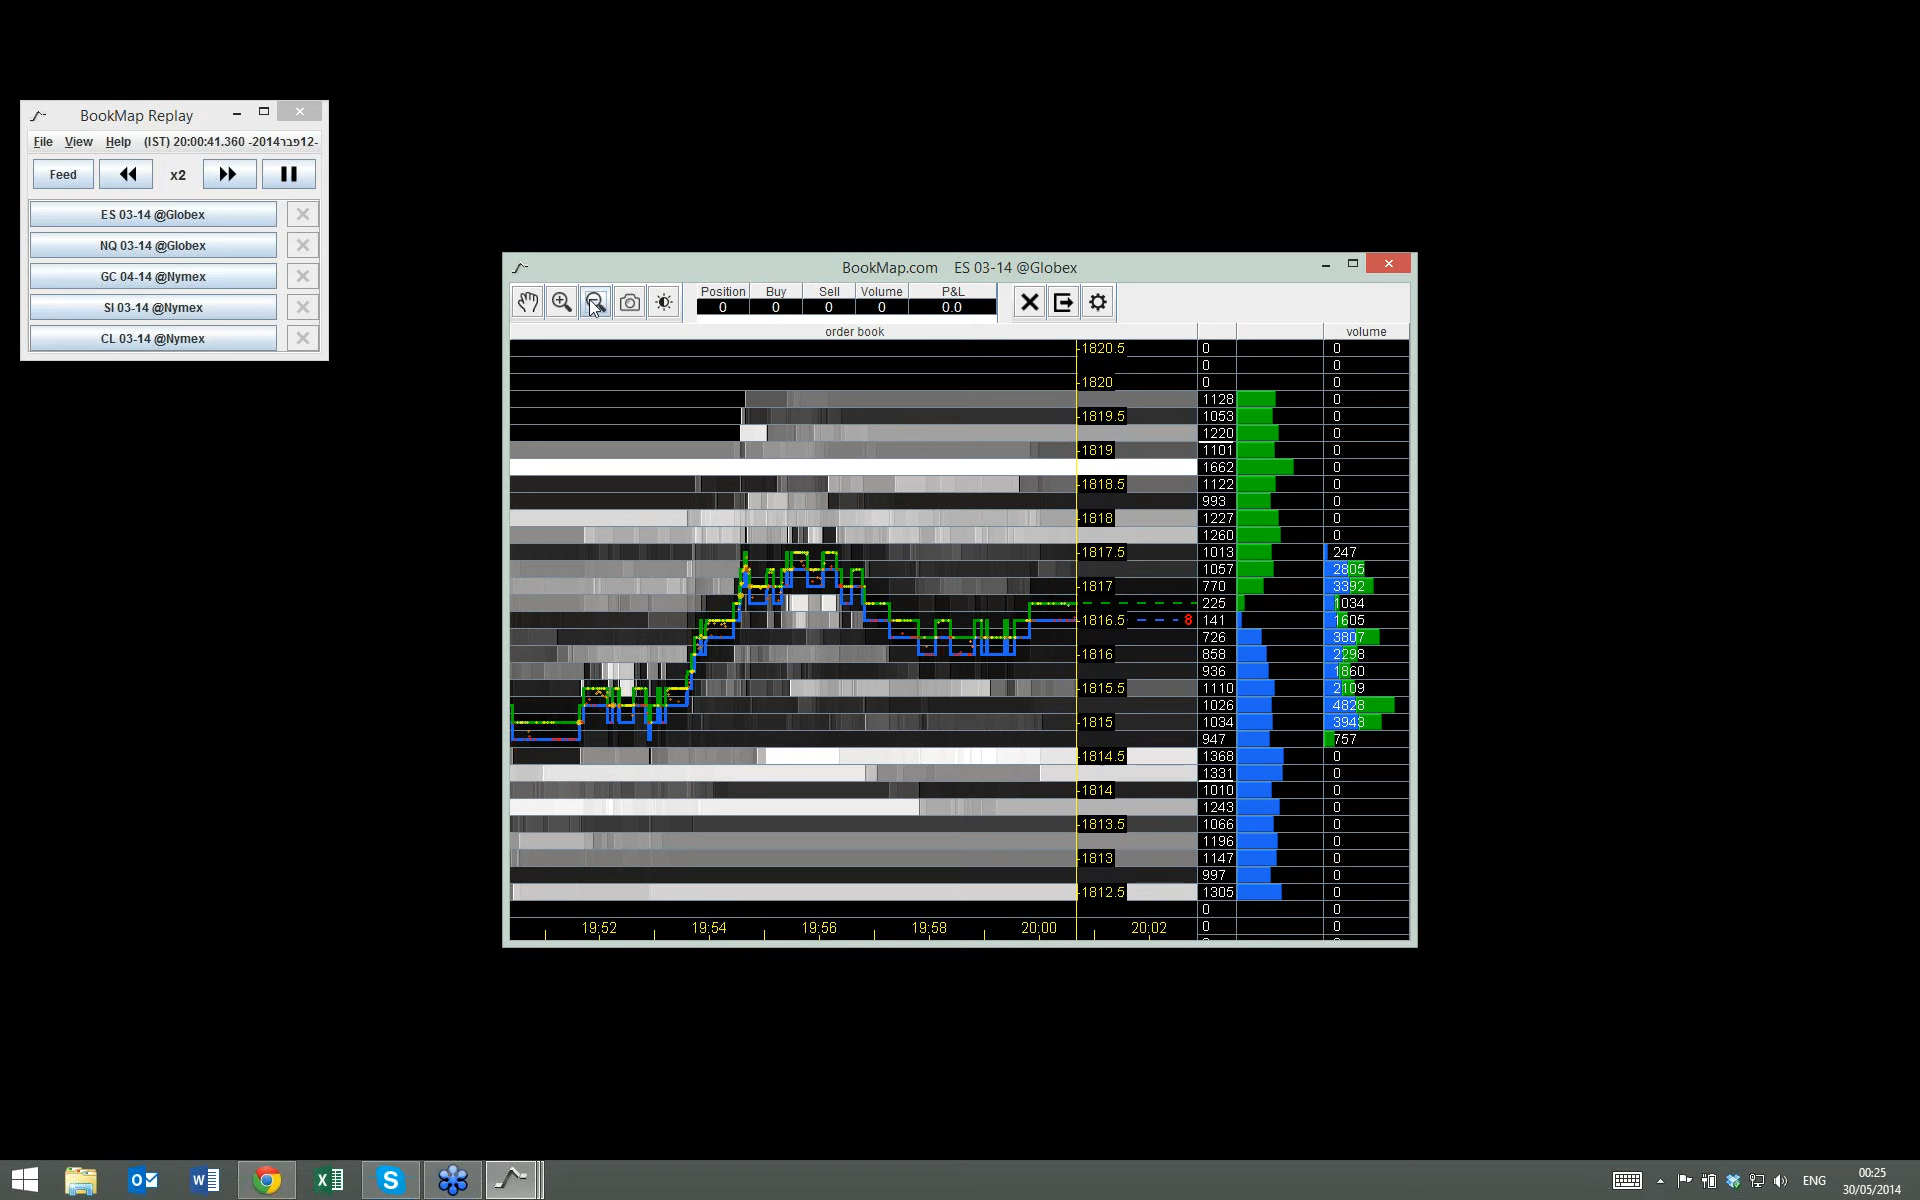 BookMap Replay
File View Help (IST) 20:00:41.360 -2014פבר12-
Feed x2
ES 03-14 @Globex
NQ 03-14 @Globex
GC 04-14 @Nymex
SI 03-14 @Nymex
CL 03-14 @Nymex
BookMap.com ES 03-14 @Globex
Position Buy Sell Volume P&L
0 0 0 0 0.0
order book volume
1820.5 0 0
0 0
1820 0 0
1128 0
1819.5 1053 0
1220 0
1819 1101 0
1662 0
1818.5 1122 0
993 0
1818 1227 0
1260 0
1817.5 1013 247
1057 2805
1817 770 3392
225 1034
1816.5 8 141 1605
726 3807
1816 858 2298
936 1860
1815.5 1110 2109
1026 4828
1815 1034 3943
947 757
1814.5 1368 0
1331 0
1814 1010 0
1243 0
1813.5 1066 0
1196 0
1813 1147 0
997 0
1812.5 1305 0
0 0
0 0
19:52 19:54 19:56 19:58 20:00 20:02
ENG
00:25
30/05/2014